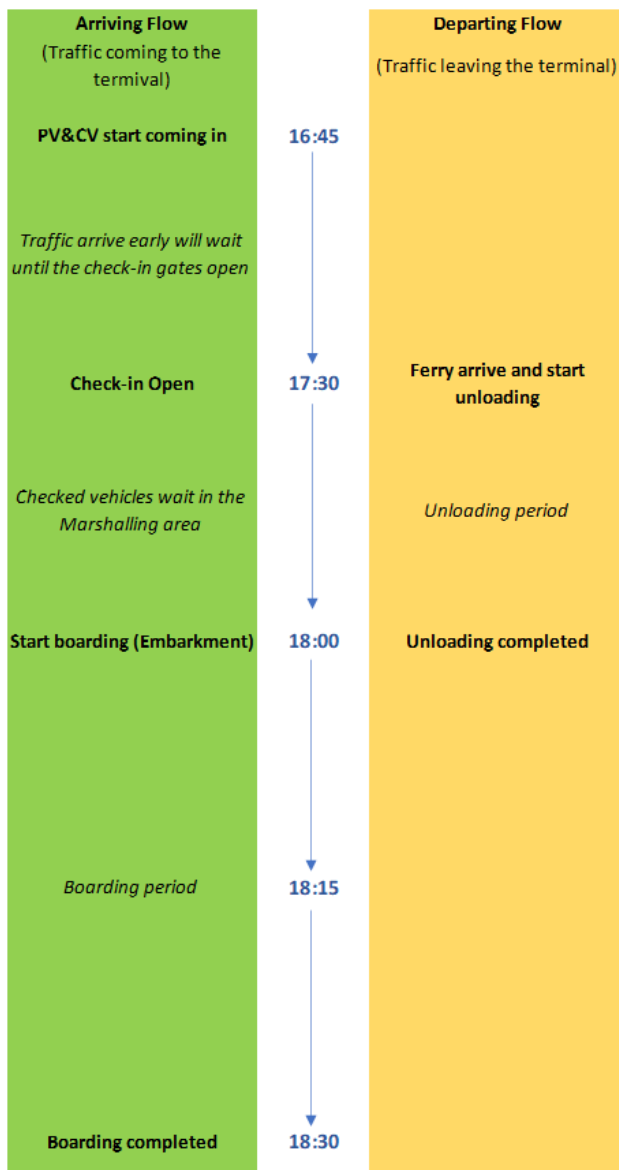 Arriving Flow
(Traffic coming to the
termival)
Departing Flow
(Traffic leaving the terminal)
PV&CV start coming in
16:45
Traffic arrive early will wait
until the check-in gates open
Check-in Open
17:30
Ferry arrive and start
unloading
Checked vehicles wait in the
Marshalling area
Unloading period
Start boarding (Embarkment)
18:00
Unloading completed
Boarding period
18:15
Boarding completed
18:30